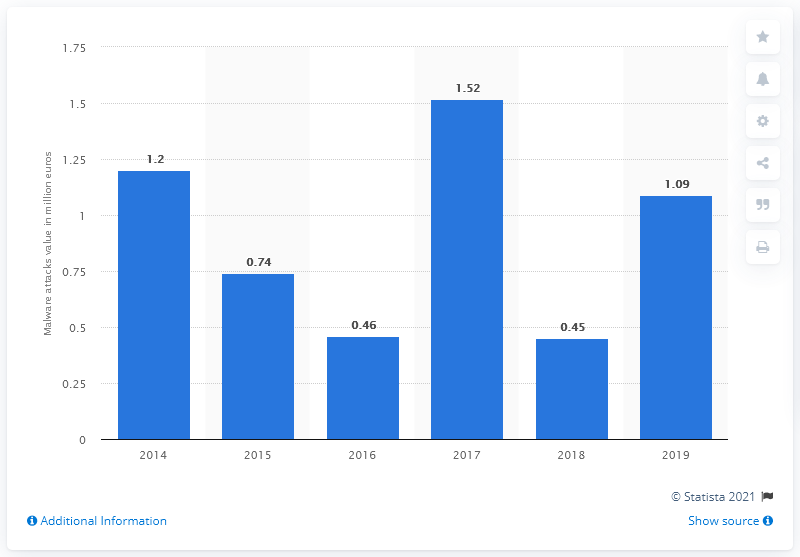 Malware attacks value in million euros
1.75
1.5
1.25
1
0.75
0.5
0.25
0
1.2
0.74
0.46
1.52
0.45
1.09
2014 2015 2016 2017 2018 2019
© Statista 2021
Additional Information
Show source